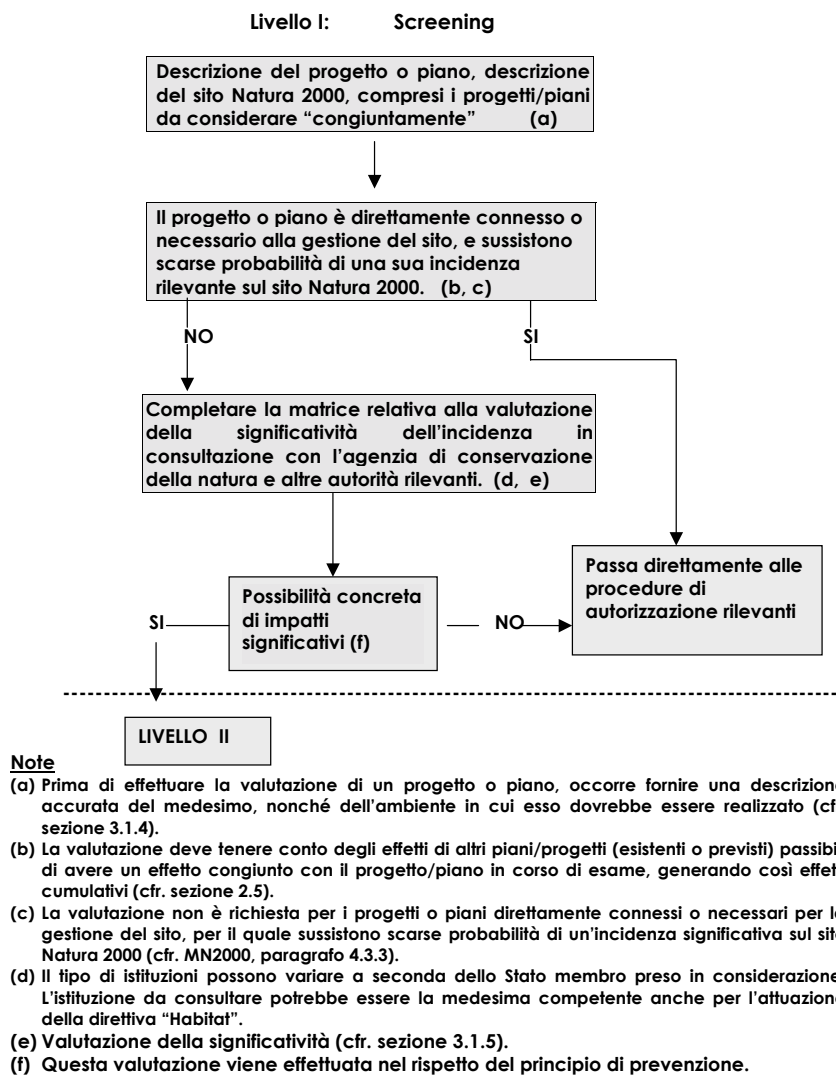 Livello I: Screening
Descrizione del progetto o piano, descrizione
del sito Natura 2000, compresi i progetti/piani
da considerare “congiuntamente” (a)
Il progetto o piano è direttamente connesso o
necessario alla gestione del sito, e sussistono
scarse probabilità di una sua incidenza
rilevante sul sito Natura 2000. (b, c)
NO SI
Completare la matrice relativa alla valutazione
della significatività dell’incidenza in
consultazione con l’agenzia di conservazione
della natura e altre autorità rilevanti. (d, e)
Passa direttamente alle
procedure di
autorizzazione rilevanti
Possibilità concreta
di impatti
significativi (f)
SI NO
LIVELLO II
Note
(a) Prima di effettuare la valutazione di un progetto o piano, occorre fornire una descrizione
accurata del medesimo, nonché dell’ambiente in cui esso dovrebbe essere realizzato (cfr
sezione 3.1.4).
(b) La valutazione deve tenere conto degli effetti di altri piani/progetti (esistenti o previsti) passibi
di avere un effetto congiunto con il progetto/piano in corso di esame, generando così effet
cumulativi (cfr. sezione 2.5).
(c) La valutazione non è richiesta per i progetti o piani direttamente connessi o necessari per l
gestione del sito, per il quale sussistono scarse probabilità di un’incidenza significativa sul sito
Natura 2000 (cfr. MN2000, paragrafo 4.3.3).
(d) Il tipo di istituzioni possono variare a seconda dello Stato membro preso in considerazione
L’istituzione da consultare potrebbe essere la medesima competente anche per l’attuazione
della direttiva “Habitat”.
(e) Valutazione della significatività (cfr. sezione 3.1.5).
(f) Questa valutazione viene effettuata nel rispetto del principio di prevenzione.